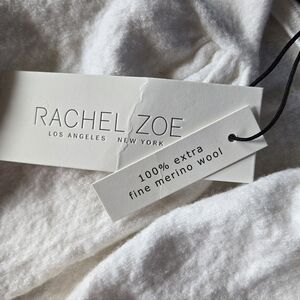 RACHEL ZOE
LOS ANGELES NEW YORK
100% extra
fine merino wool